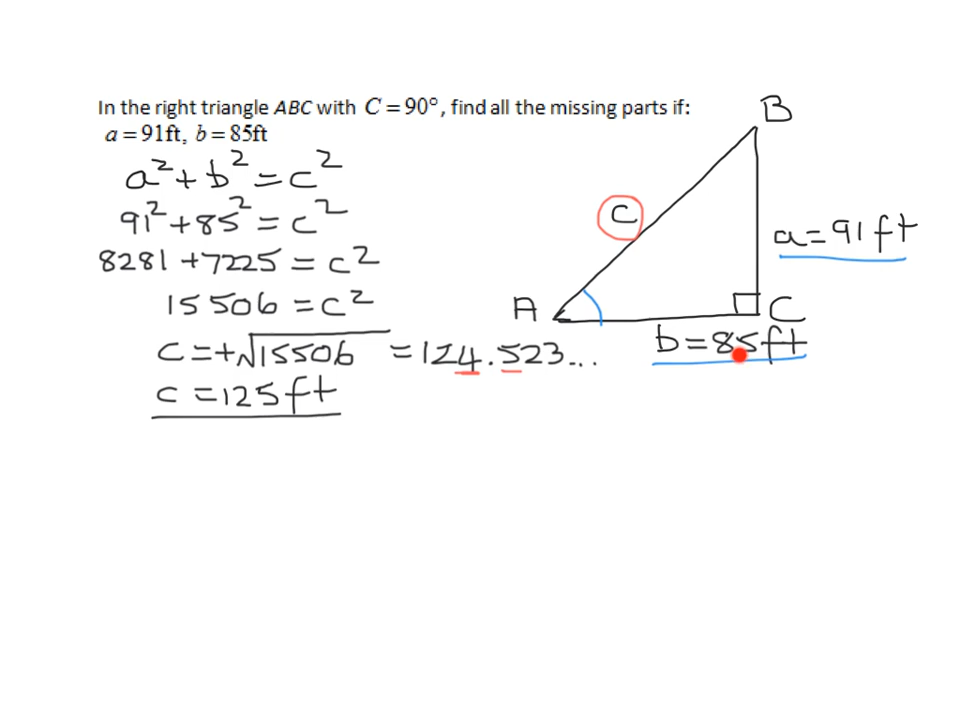 In the right triangle ABC with C = 90°, find all the missing parts if:
a = 91ft, b = 85ft
a² + b² = c²
91² + 85² = c²
8281 + 7225 = c²
15506 = c²
c = +√15506 = 124.523...
c = 125ft
B
c
a = 91ft
A
C
b = 85ft